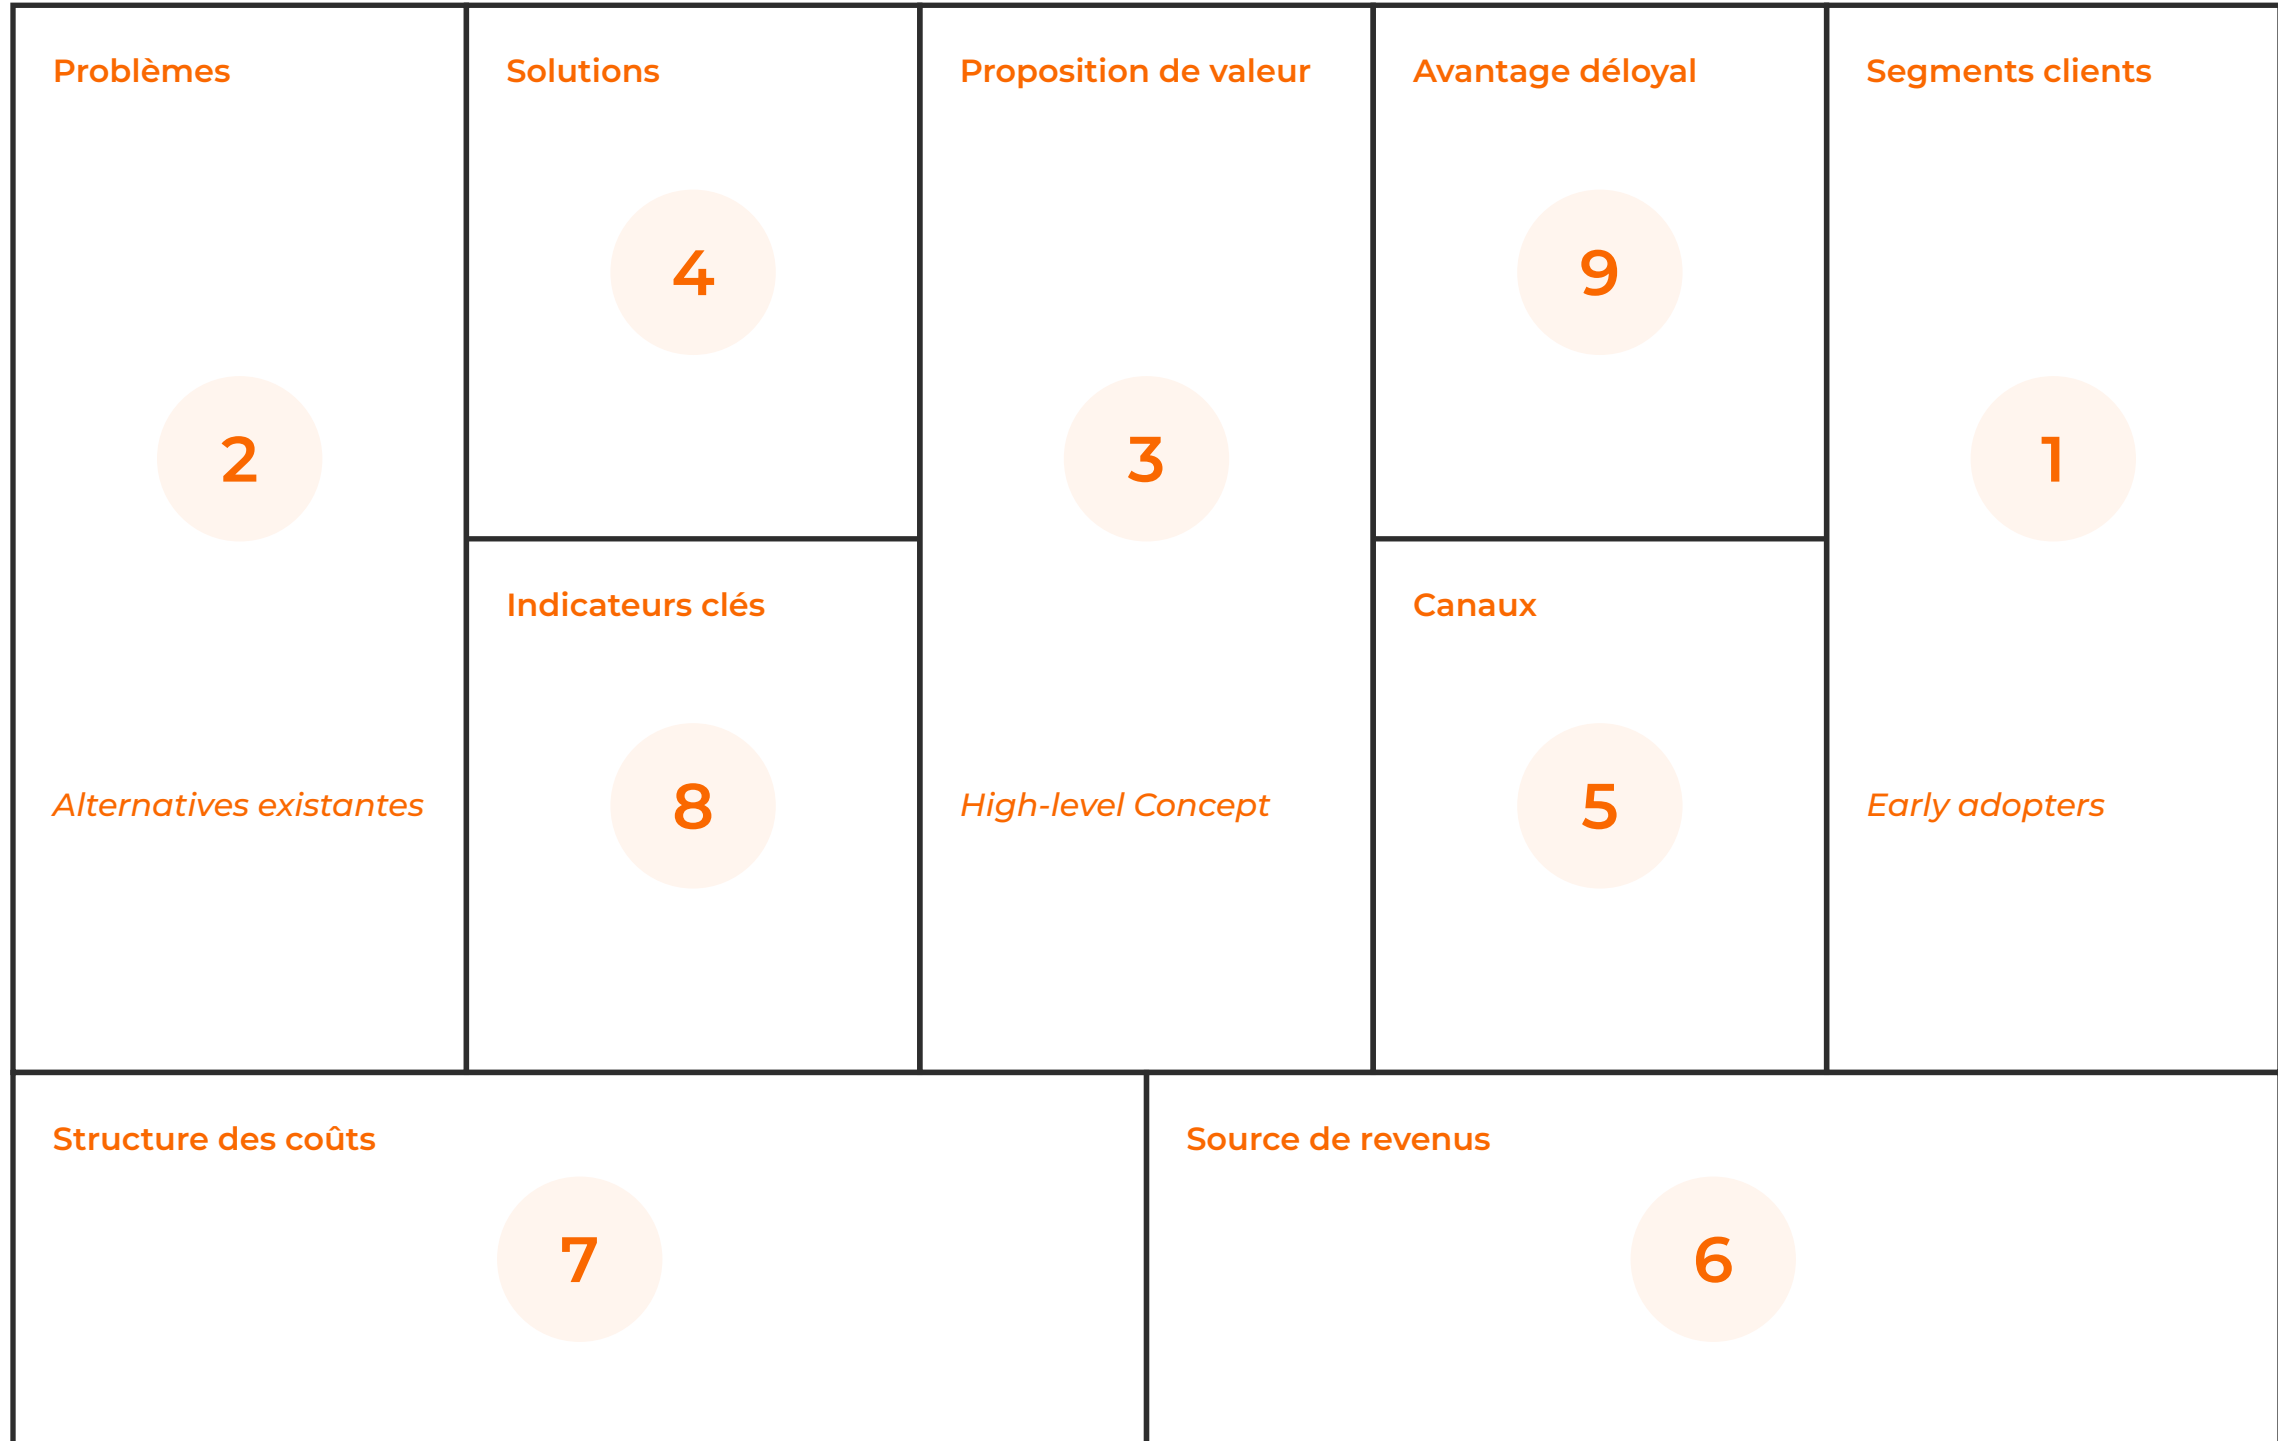 Problèmes
2
Alternatives existantes
Solutions
4
Indicateurs clés
8
Proposition de valeur
3
High-level Concept
Avantage déloyal
9
Canaux
5
Segments clients
1
Early adopters
Structure des coûts
7
Source de revenus
6